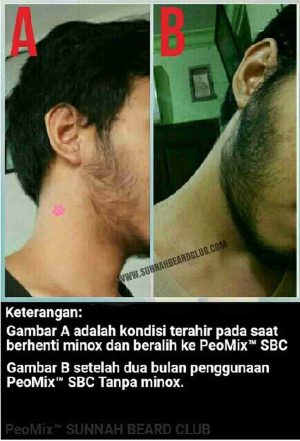 A
B
WWW.SUNNAHBEARDCLUB.COM
Keterangan:
Gambar A adalah kondisi terahir pada saat
berhenti minox dan beralih ke PeoMix™ SBC
Gambar B setelah dua bulan penggunaan
PeoMix™ SBC Tanpa minox.
PeoMix™ SUNNAH BEARD CLUB